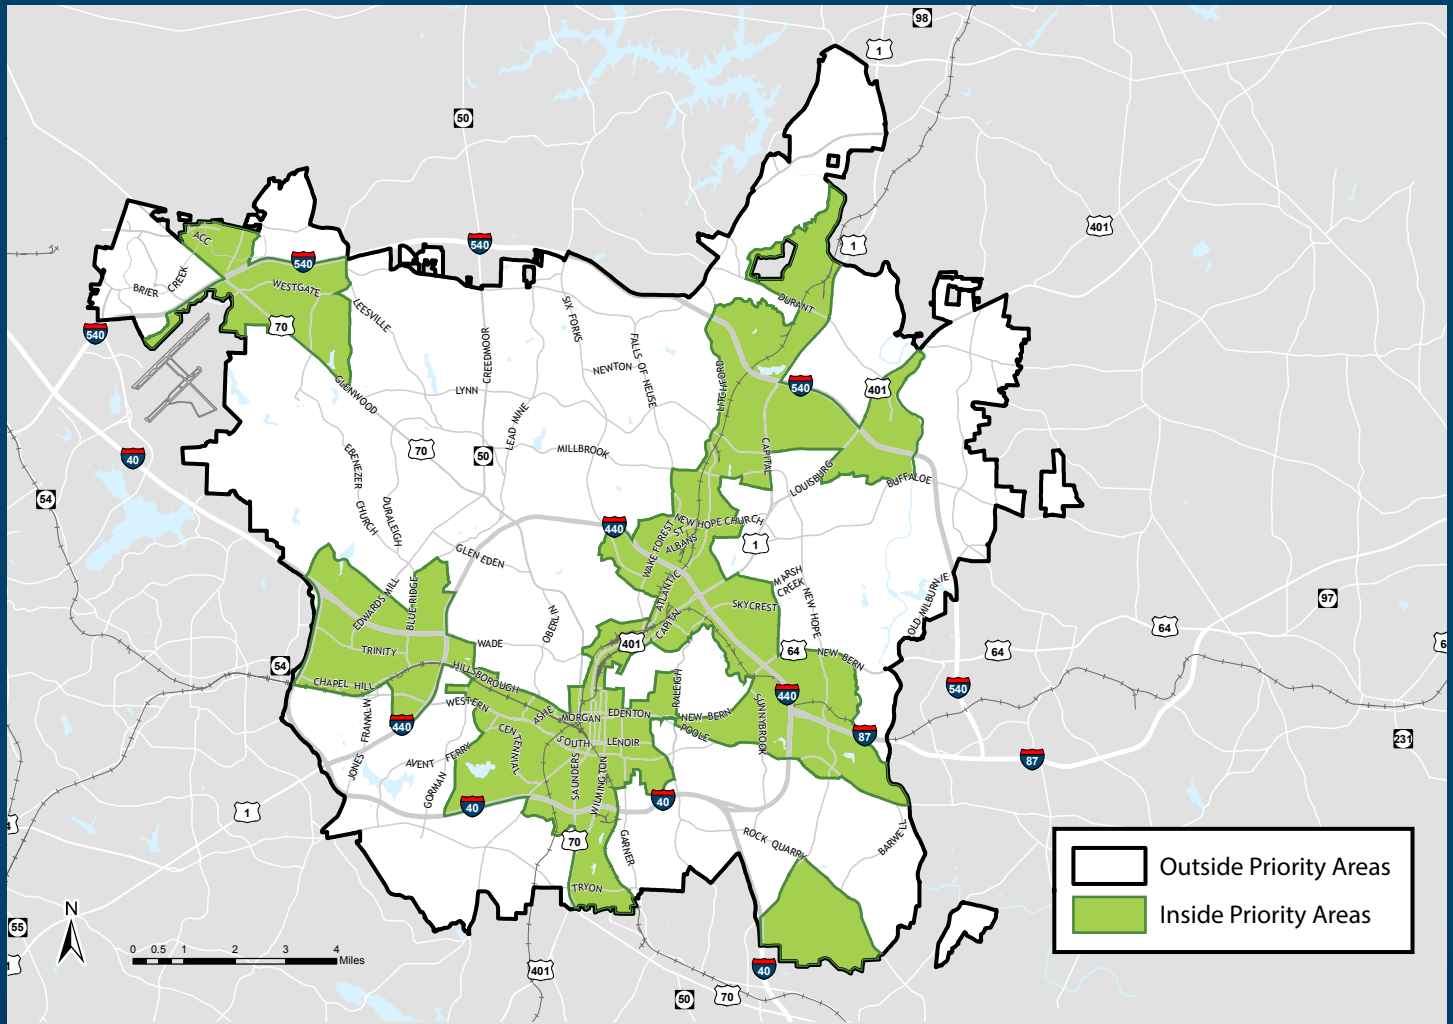 98
1
50
401
ACC
540
1
540
BRIER
CREEK
WESTGATE
540
70
LEESVILLE
SIX FORKS
DURANT
CREEDMOOR
FALLS OF NEUSE
NEWTON
LYNN
GLENWOOD
LITCHFORD
540
401
LEAD MINE
40
70
50
MILLBROOK
CAPITAL
LOUISBURG
BUFFALOE
54
EBENEZER
CHURCH
DURALEIGH
440
NEW HOPE CHURCH
WAKE FOREST
ST
ALBANS
1
GLEN EDEN
EDWARDS MILL
BLUE RIDGE
ATLANTIC
CAPITAL
SKYCREST
MARSH
CREEK
NEW HOPE
OLD MILBURNIE
97
64
OBERLIN
WADE
401
64
NEW BERN
64
54
TRINITY
HILLSBOROUGH
CHAPEL HILL
RALEIGH
440
540
WESTERN
ASHE
MORGAN
EDENTON
NEW BERN
SUNNYBROOK
FRANKLIN
440
CENTENNIAL
SOUTH
LENOIR
POOLE
87
231
87
JONES
AVENT
FERRY
GORMAN
SAUNDERS
WILMINGTON
40
40
1
70
GARNER
ROCK QUARRY
BARWELL
TRYON
Outside Priority Areas
Inside Priority Areas
N
55
0 0.5 1 2 3 4
Miles
401
40
50
70